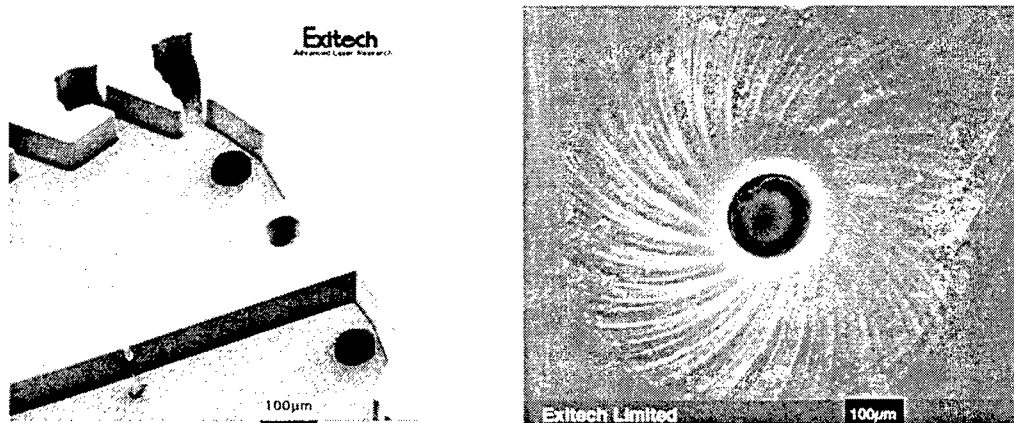 Exitech
Advanced Laser Research
100µm
Exitech Limited
100µm